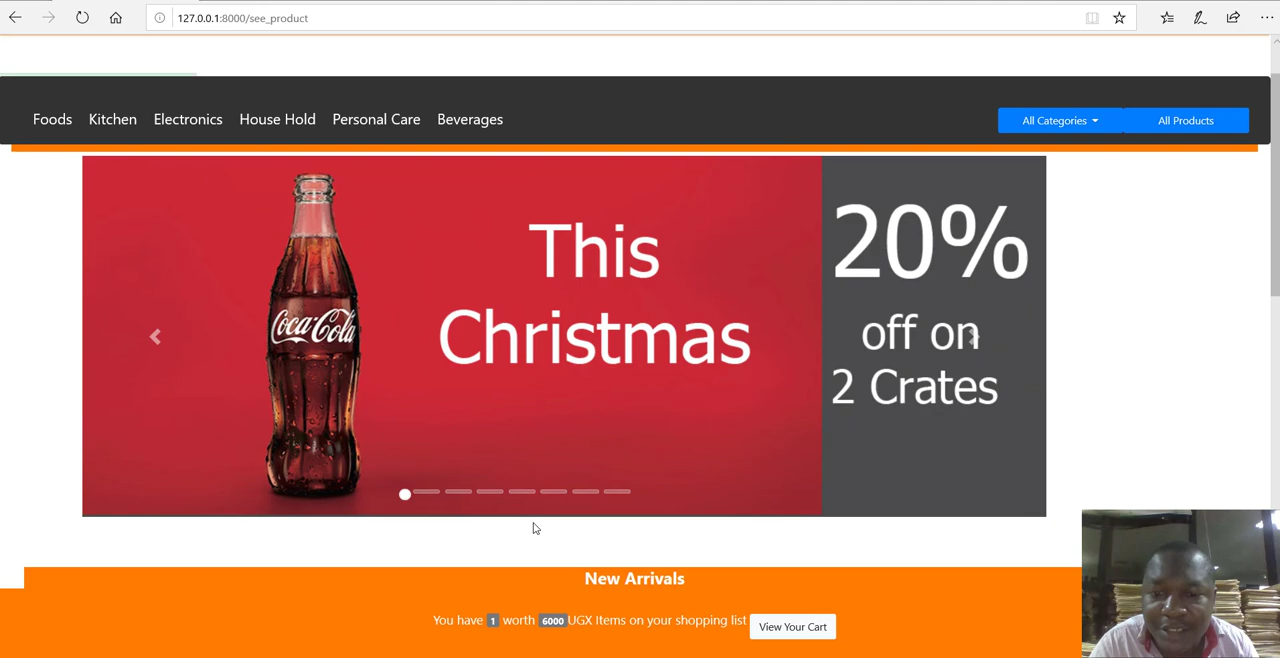 127.0.0.1:8000/see_product
Foods Kitchen Electronics House Hold Personal Care Beverages All Categories All Products
This
Christmas
Coca-Cola
20%
off on
2 Crates
New Arrivals
You have 1 worth 6000 UGX Items on your shopping list View Your Cart